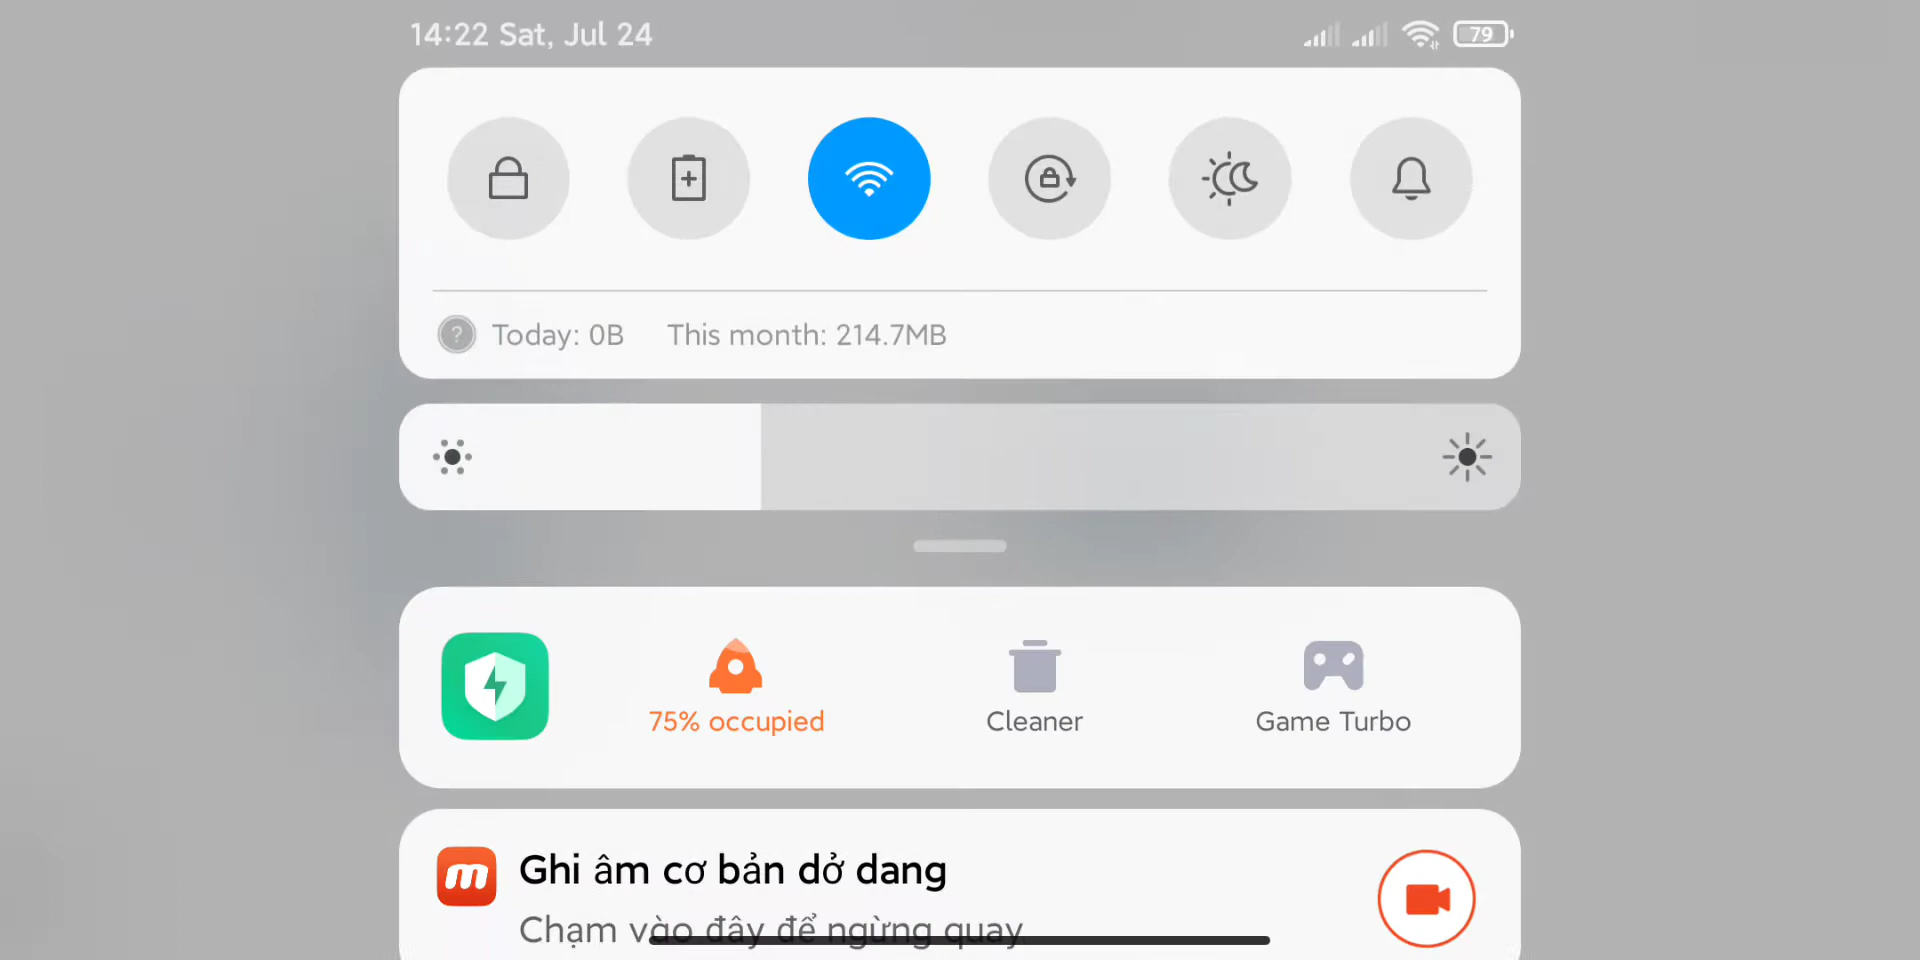 14:22 Sat, Jul 24
79
Today: 0B This month: 214.7MB
75% occupied
Cleaner
Game Turbo
Ghi âm cơ bản dở dang
Chạm vào đây để ngừng quay